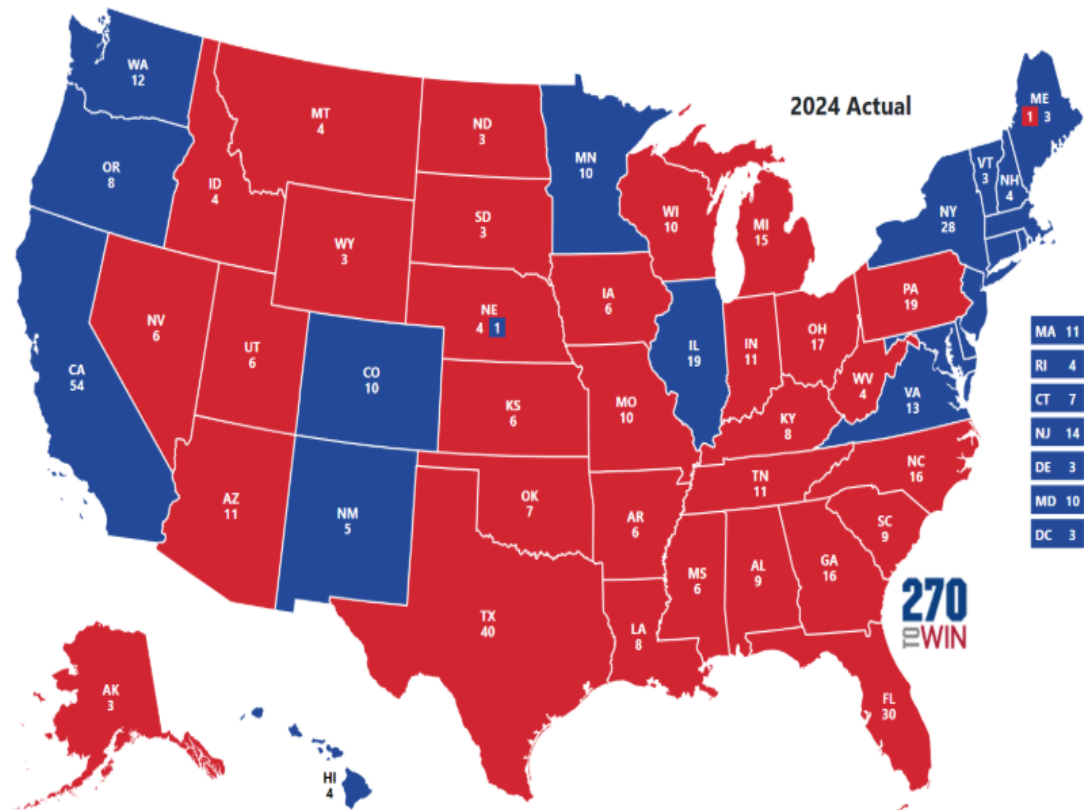 2024 Actual
WA
12
OR
8
CA
54
ID
4
NV
6
MT
4
WY
3
UT
6
AZ
11
CO
10
NM
5
ND
3
SD
3
NE
4 1
KS
6
OK
7
TX
40
MN
10
IA
6
MO
10
AR
6
LA
8
WI
10
IL
19
MI
15
IN
11
OH
17
KY
8
TN
11
MS
6
AL
9
GA
16
FL
30
SC
9
NC
16
VA
13
WV
4
PA
19
NY
28
VT
3
NH
4
ME
1 3
MA 11
RI 4
CT 7
NJ 14
DE 3
MD 10
DC 3
AK
3
HI
4
270
TO WIN